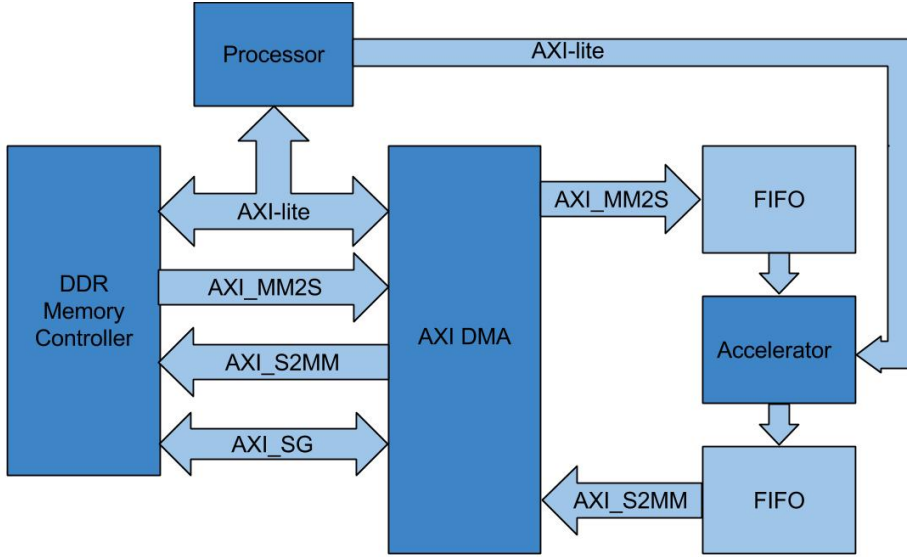 Processor
AXI-lite
AXI-lite
AXI_MM2S
FIFO
DDR
Memory
Controller
AXI_MM2S
AXI_S2MM
AXI DMA
Accelerator
AXI_SG
AXI_S2MM
FIFO